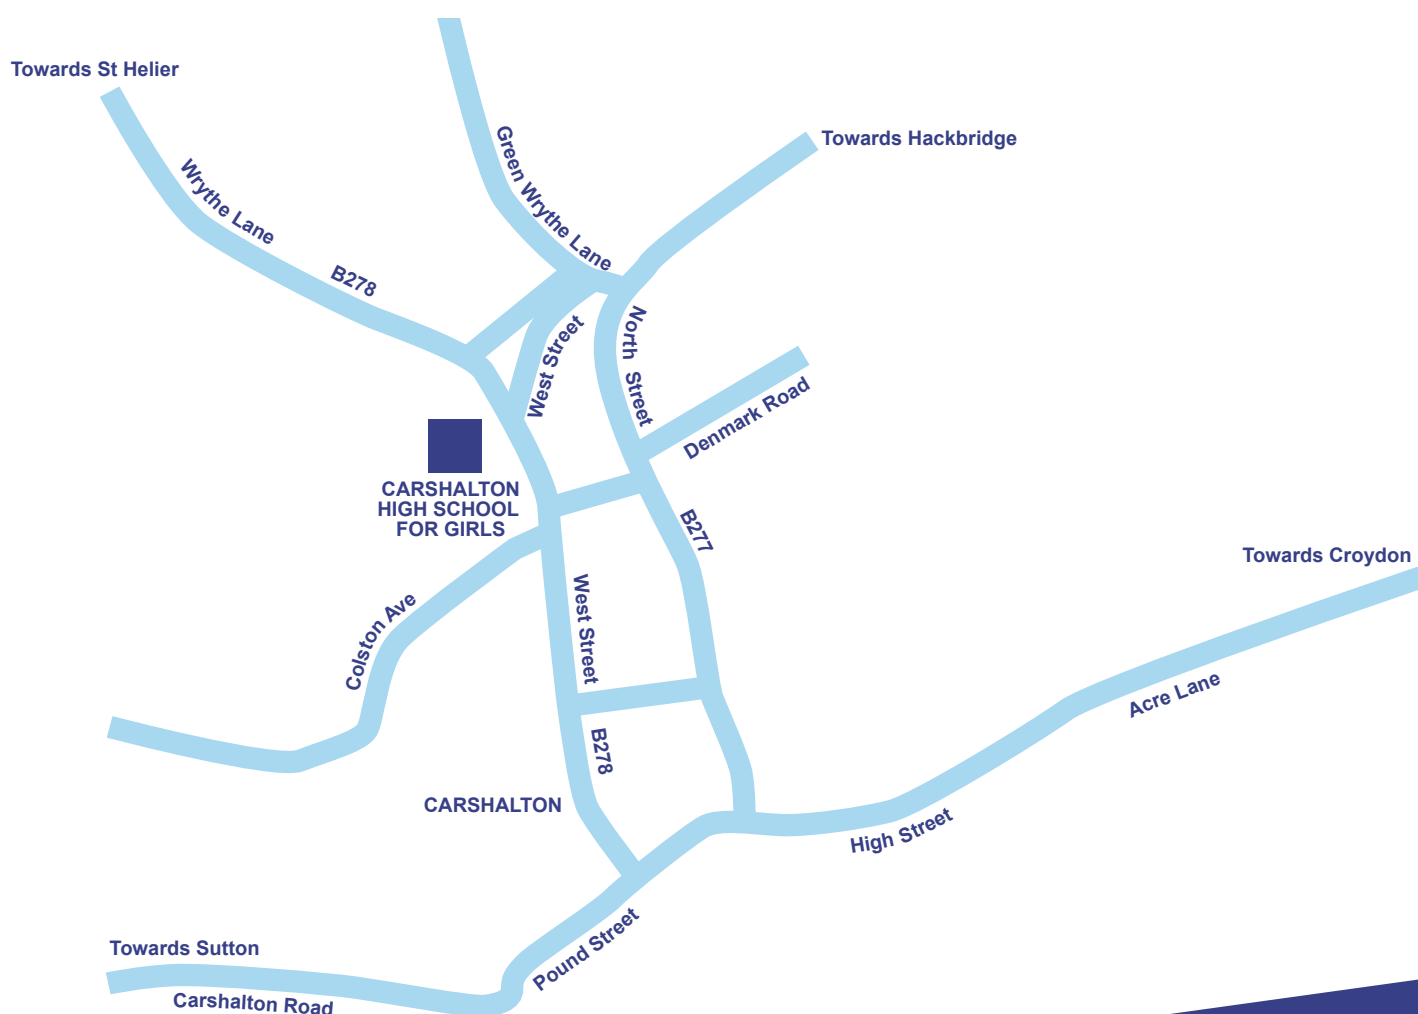 Towards St Helier
Green Wrythe Lane
Towards Hackbridge
Wrythe Lane
B278
West Street
North Street
Denmark Road
CARSHALTON
HIGH SCHOOL
FOR GIRLS
B277
Towards Croydon
Colston Ave
West Street
Acre Lane
B278
CARSHALTON
High Street
Pound Street
Towards Sutton
Carshalton Road